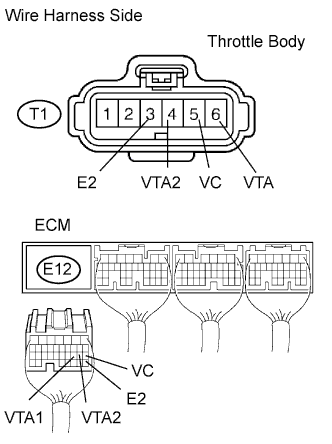 Wire Harness Side
Throttle Body
T1
1 2 3 4 5 6
E2 VTA2 VC VTA
ECM
E12
VC
E2
VTA1 VTA2